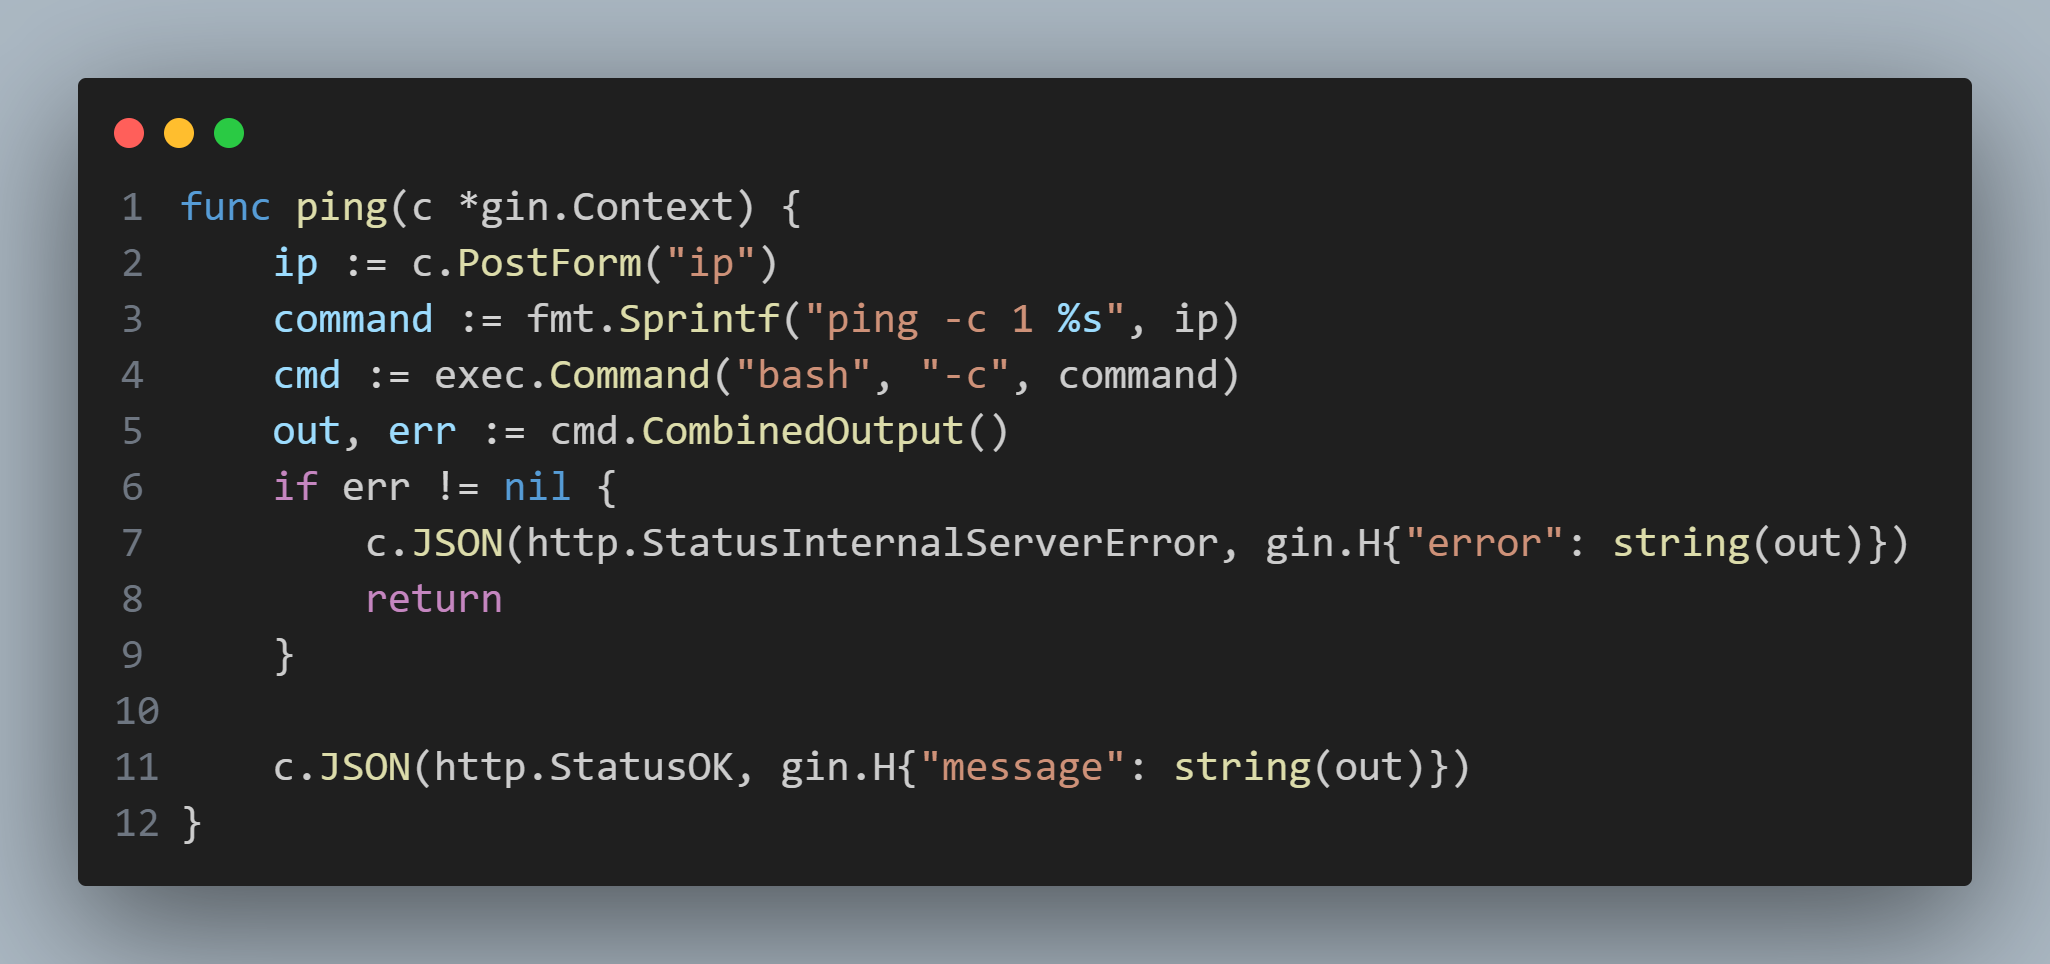 1 func ping(c *gin.Context) {
2     ip := c.PostForm("ip")
3     command := fmt.Sprintf("ping -c 1 %s", ip)
4     cmd := exec.Command("bash", "-c", command)
5     out, err := cmd.CombinedOutput()
6     if err != nil {
7         c.JSON(http.StatusInternalServerError, gin.H{"error": string(out)})
8         return
9     }
10
11     c.JSON(http.StatusOK, gin.H{"message": string(out)})
12 }